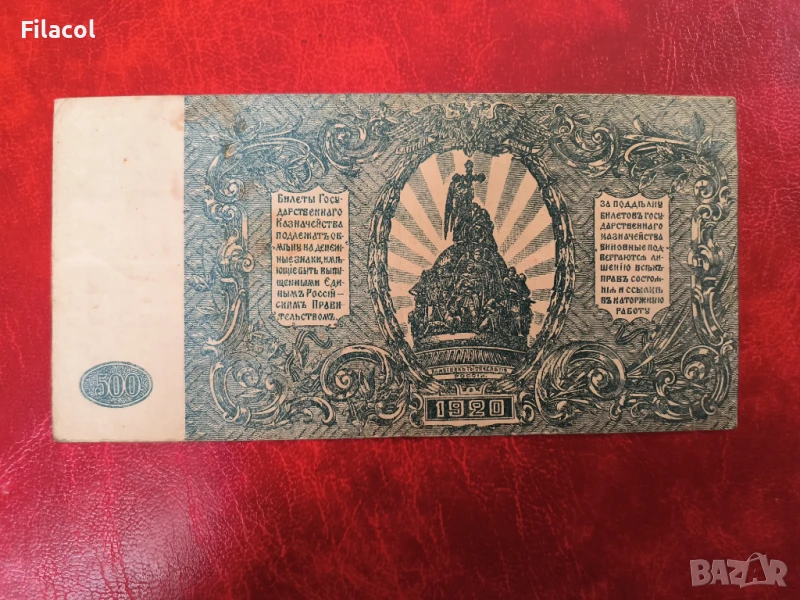 Filacol
Билеты Госу-
дарственнаго
Казначейства
подлежатъ об-
мѣну на денеж-
ные знаки, имѣ-
ющіе быть выпу-
щенными Еди-
нымъ Россій-
скимъ Прави-
тельствомъ.
за поддѣлку
билетовъ госу-
дарственнаго
казначейства
виновные под-
вергаются ли-
шенію всѣхъ
правъ состоя-
нія и ссылкѣ
въ каторжную
работу
500
1920
BAZAR